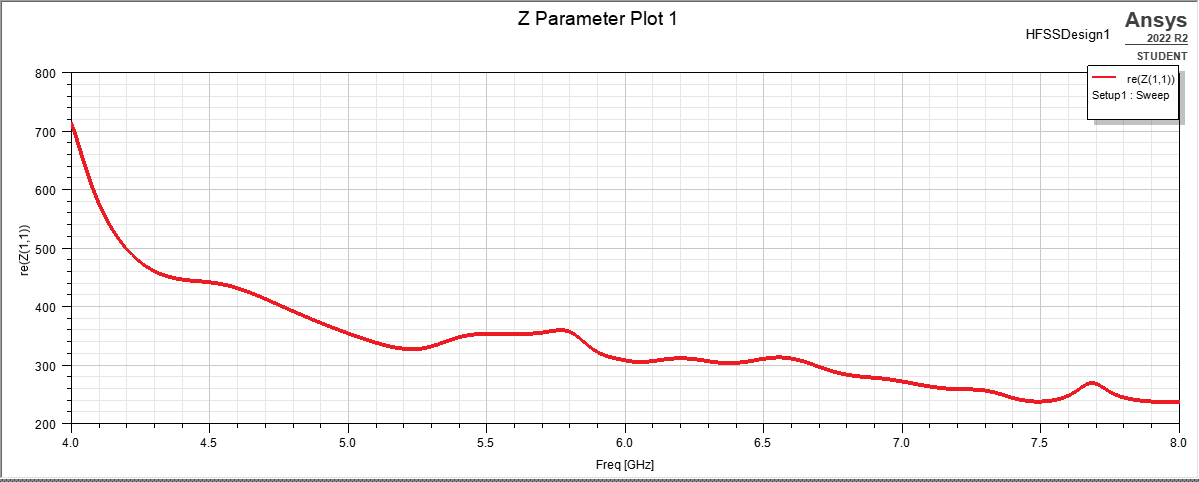 Z Parameter Plot 1
HFSSDesign1
Ansys
2022 R2
STUDENT
re(Z(1,1))
Setup1 : Sweep
800
700
600
500
400
300
200
re(Z(1,1))
4.0 4.5 5.0 5.5 6.0 6.5 7.0 7.5 8.0
Freq [GHz]